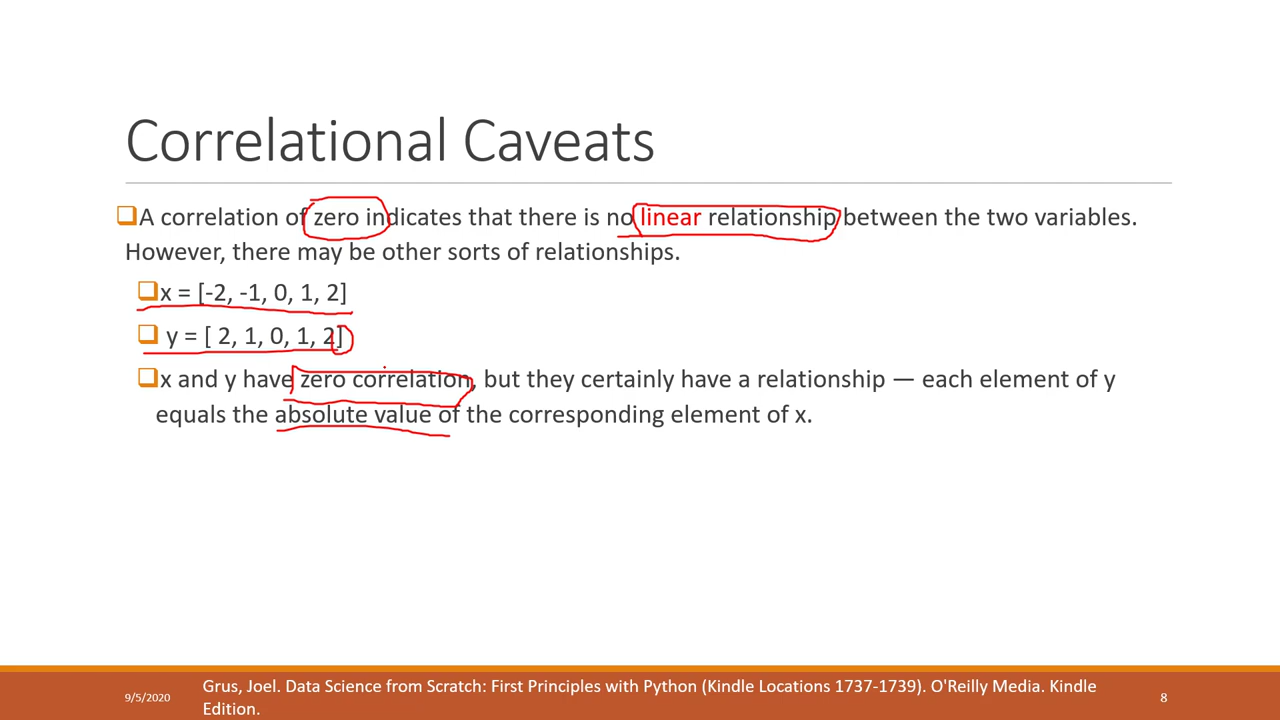 Correlational Caveats
A correlation of zero indicates that there is no linear relationship between the two variables.
However, there may be other sorts of relationships.
x = [-2, -1, 0, 1, 2]
y = [ 2, 1, 0, 1, 2]
x and y have zero correlation, but they certainly have a relationship — each element of y
equals the absolute value of the corresponding element of x.
9/5/2020
Grus, Joel. Data Science from Scratch: First Principles with Python (Kindle Locations 1737-1739). O'Reilly Media. Kindle
Edition.
8